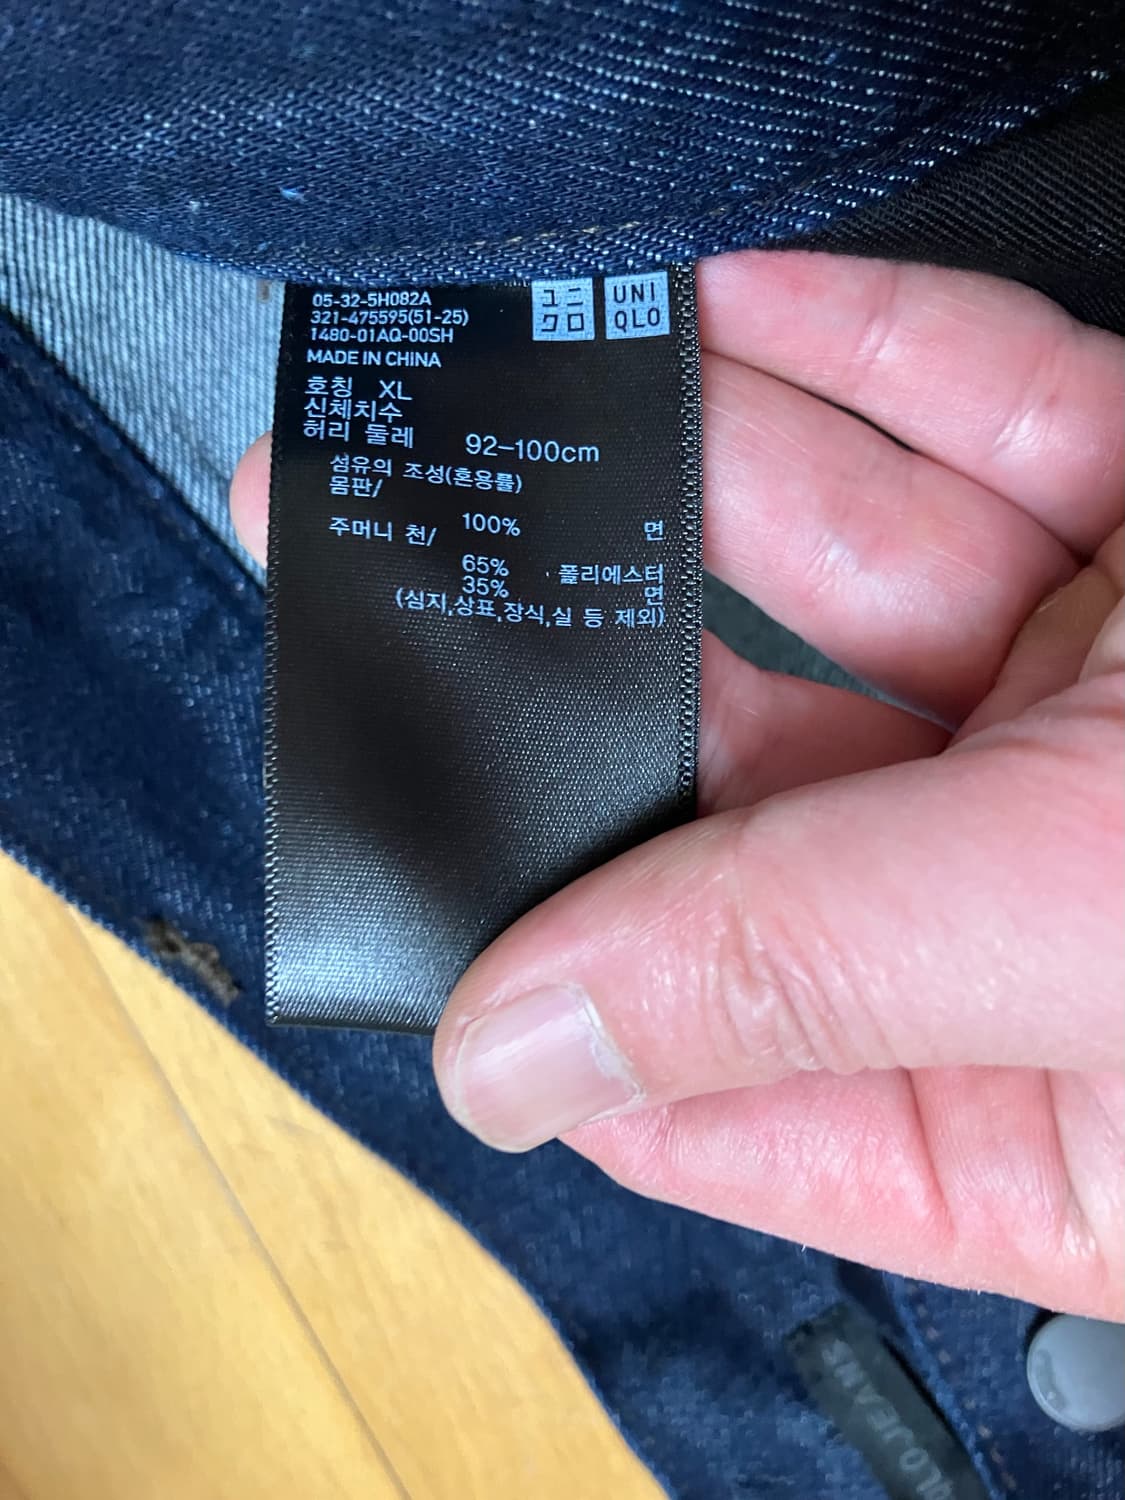 05-32-5H082A
321-475595(51-25)
1480-01AQ-00SH
MADE IN CHINA
ユニ
クロ
UNI
QLO
호칭 XL
신체치수
허리 둘레 92-100cm
섬유의 조성(혼용률)
몸판/
100% 면
주머니 천/
65% 폴리에스터
35% 면
(심지,상표,장식,실 등 제외)
QLO JEANS